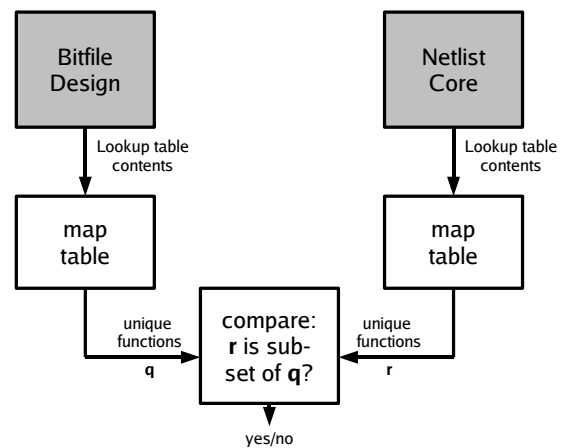 Bitfile
Design
Netlist
Core
Lookup table
contents
Lookup table
contents
map
table
map
table
unique
functions
q
compare:
r is sub-
set of q?
unique
functions
r
yes/no